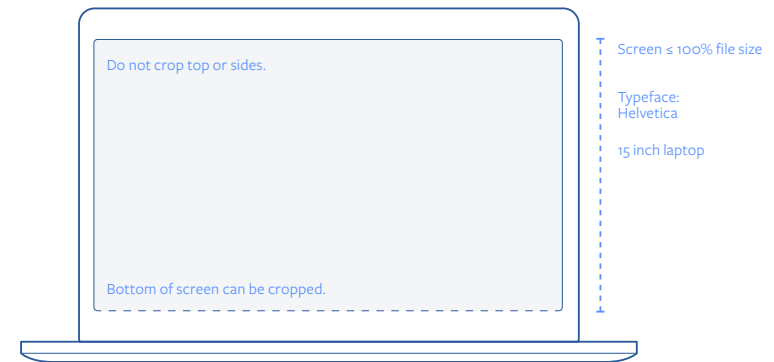 Do not crop top or sides.
Screen ≤ 100% file size
Typeface:
Helvetica
15 inch laptop
Bottom of screen can be cropped.